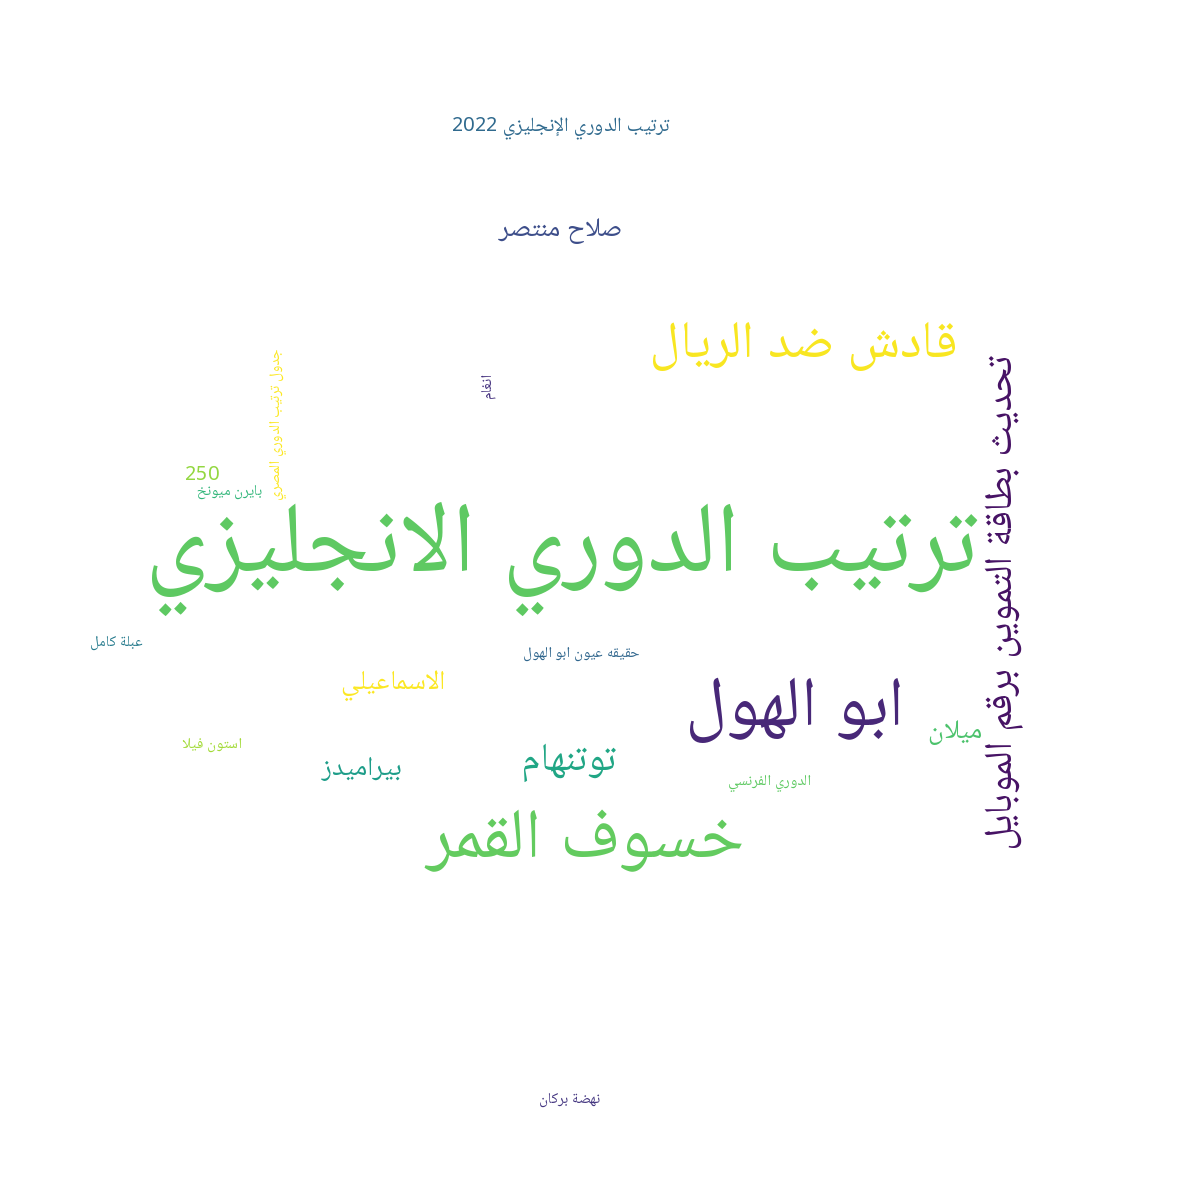 ترتيب الدوري الإنجليزي 2022
صلاح منتصر
قادش ضد الريال
تحديث بطاقة التموين برقم الموبايل
جدول ترتيب الدوري المصري
انغام
250
بايرن ميونخ
ترتيب الدوري الانجليزي
عبلة كامل
حقيقه عيون ابو الهول
الاسماعيلي
ابو الهول
ميلان
استون فيلا
توتنهام
بيراميدز
الدوري الفرنسي
خسوف القمر
نهضة بركان